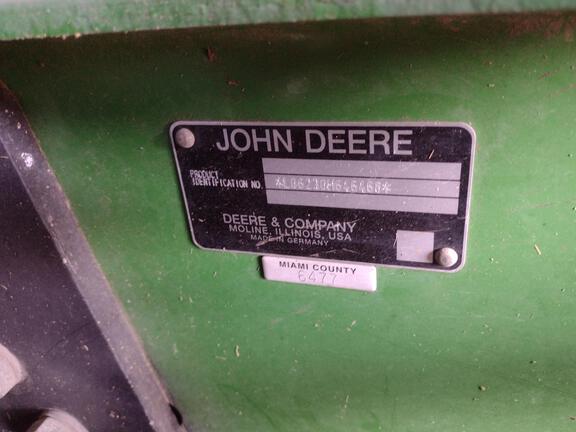 JOHN DEERE
PRODUCT
IDENTIFICATION NO.
DEERE & COMPANY
MOLINE, ILLINOIS, USA
MADE IN GERMANY
MIAMI COUNTY
6477